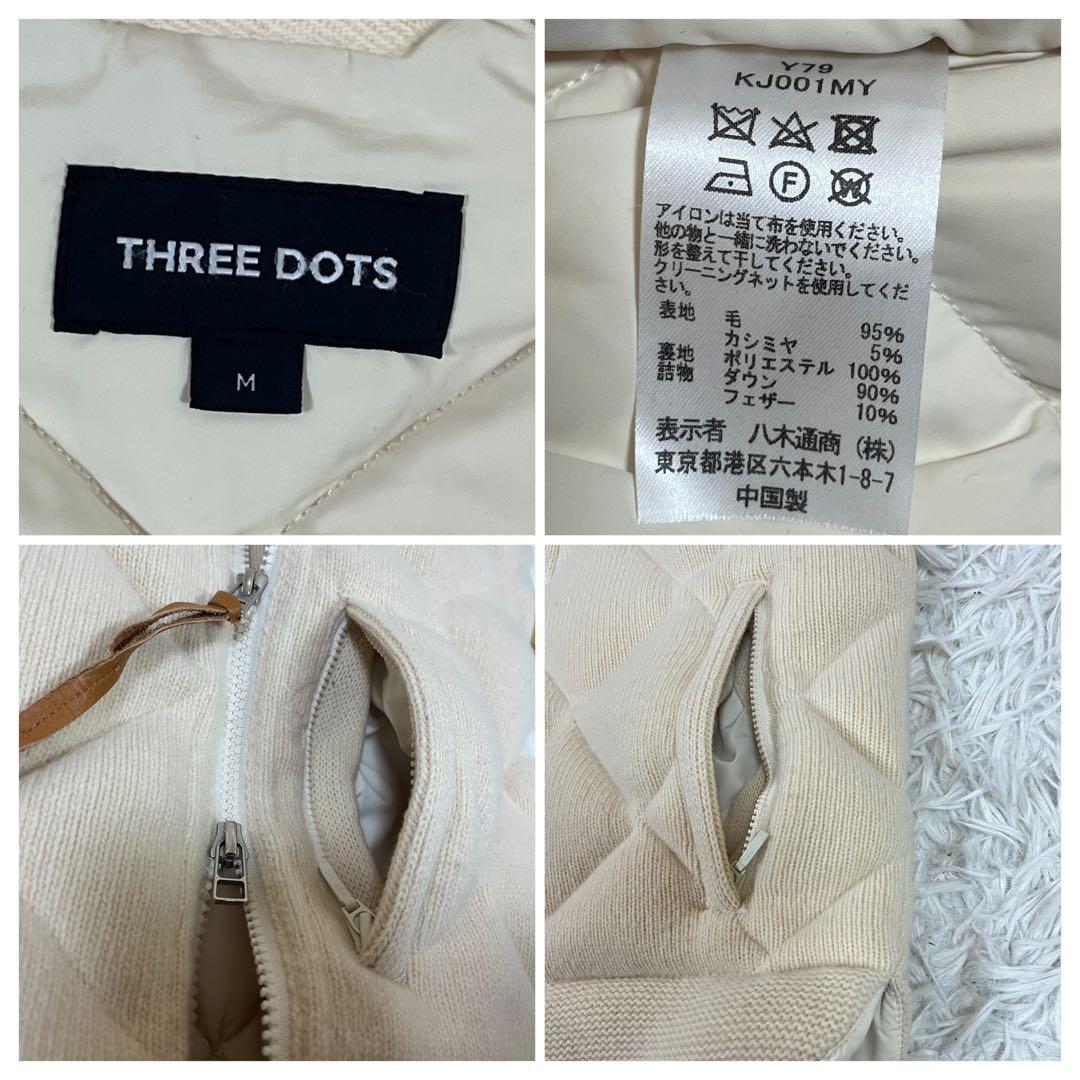 THREE DOTS
M
Y79
KJ001MY
F
W
アイロンは当て布を使用ください。
他の物と一緒に洗わないでください。
形を整えて干してください。
クリーニングネットを使用してくだ
さい。
表地 毛 95%
カシミヤ 5%
裏地 ポリエステル 100%
詰物 ダウン 90%
フェザー 10%
表示者 八木通商(株)
東京都港区六本木1-8-7
中国製